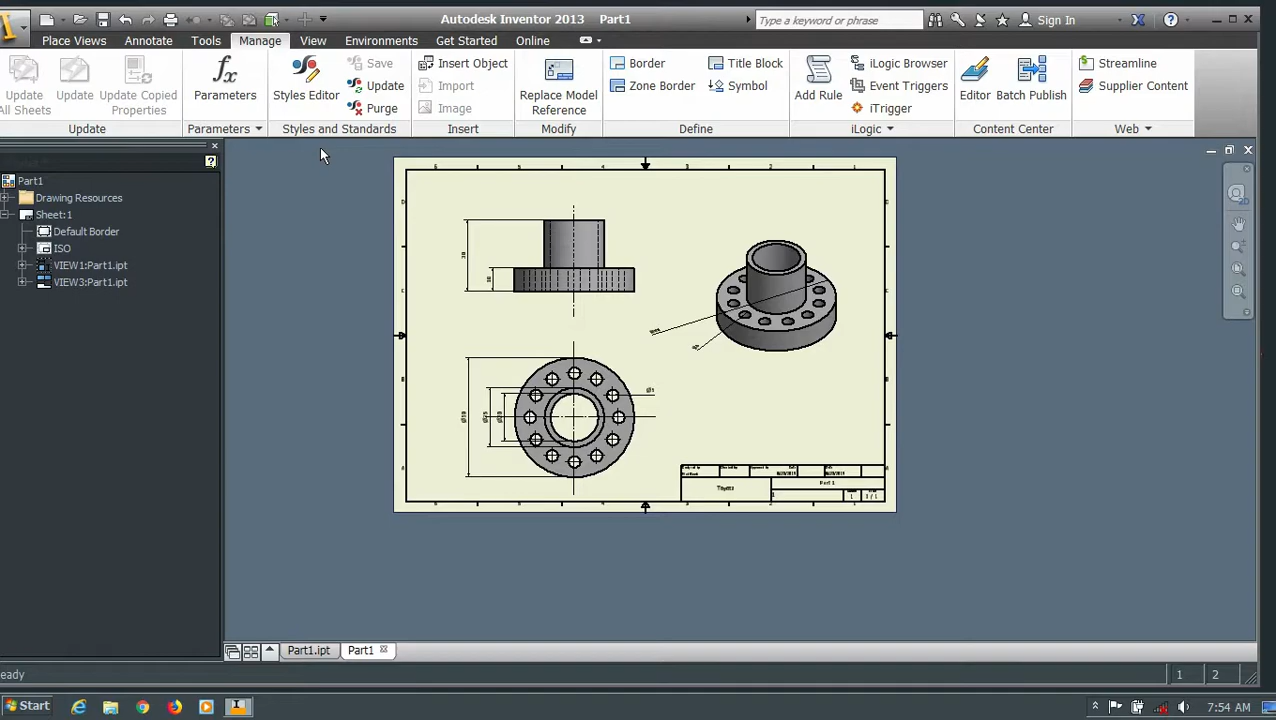 Autodesk Inventor 2013 Part1
Type a keyword or phrase
Sign In
Place Views Annotate Tools Manage View Environments Get Started Online
Update All Sheets
Update
Update Copied Properties
Update
Parameters
Parameters
Styles Editor
Save
Update
Purge
Styles and Standards
Insert Object
Import
Image
Insert
Replace Model Reference
Modify
Border
Zone Border
Title Block
Symbol
Define
Add Rule
iLogic Browser
Event Triggers
iTrigger
iLogic
Editor
Batch Publish
Content Center
Streamline
Supplier Content
Web
Part1
Drawing Resources
Sheet:1
Default Border
ISO
VIEW1:Part1.ipt
VIEW3:Part1.ipt
Part 1
1 / 1
Part1.ipt
Part1
eady
1 2
Start
7:54 AM